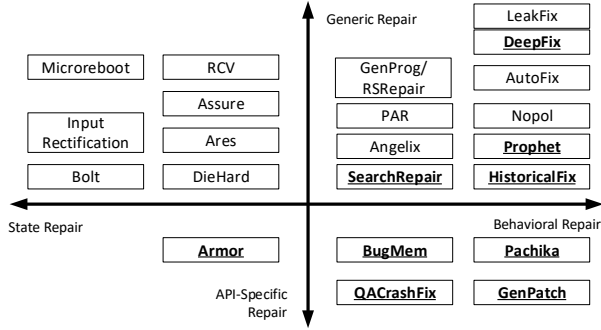 Generic Repair
LeakFix
DeepFix
Microreboot
RCV
GenProg/
RSRepair
AutoFix
Assure
PAR
Nopol
Input
Rectification
Ares
Angelix
Prophet
Bolt
DieHard
SearchRepair
HistoricalFix
State Repair
Behavioral Repair
Armor
BugMem
Pachika
API-Specific
Repair
QACrashFix
GenPatch